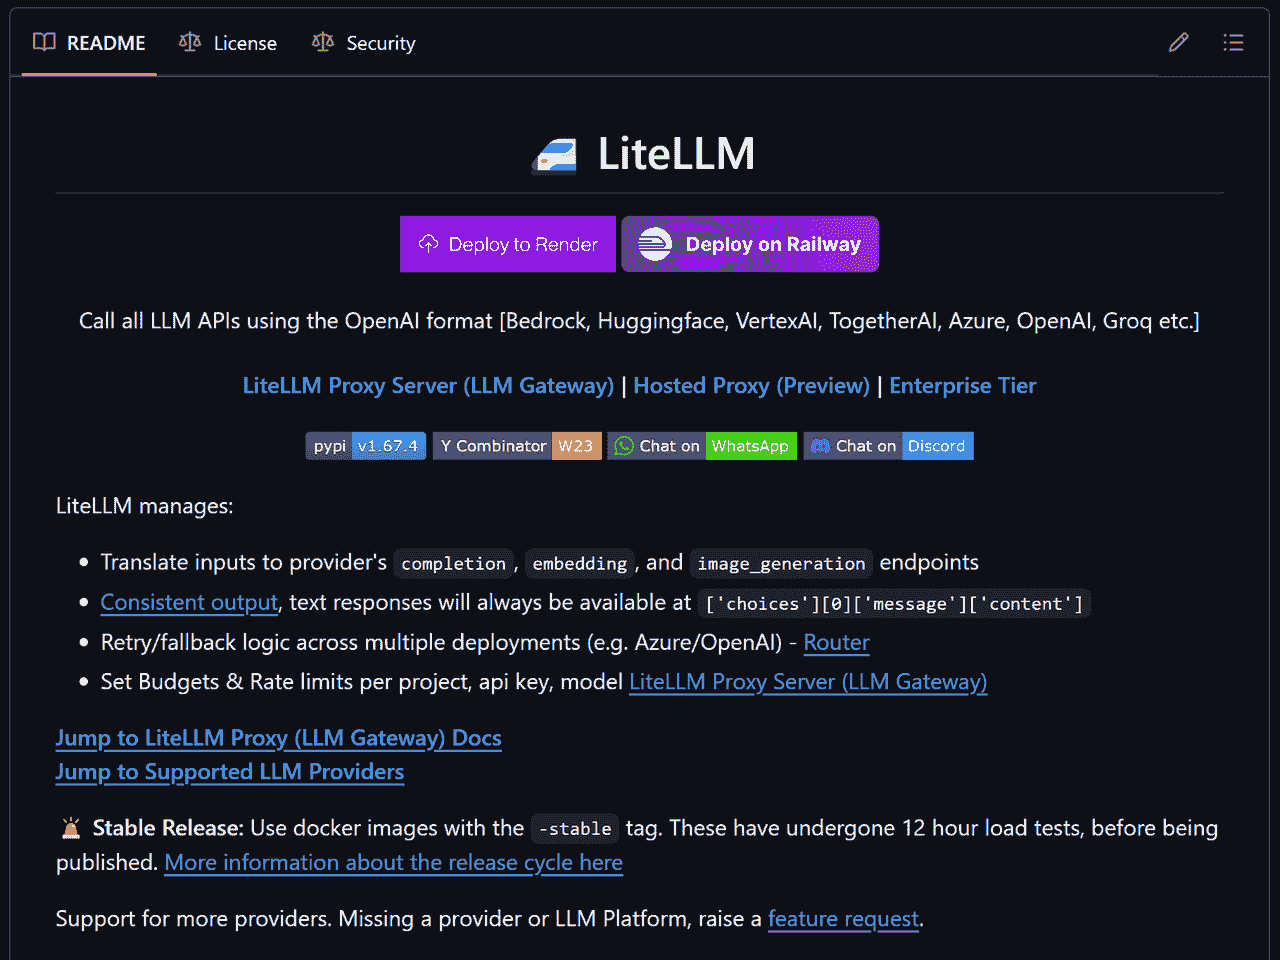 README License Security
LiteLLM
Deploy to Render Deploy on Railway
Call all LLM APIs using the OpenAI format [Bedrock, Huggingface, VertexAI, TogetherAI, Azure, OpenAI, Groq etc.]
LiteLLM Proxy Server (LLM Gateway) | Hosted Proxy (Preview) | Enterprise Tier
pypi v1.67.4 Y Combinator W23 Chat on WhatsApp Chat on Discord
LiteLLM manages:
• Translate inputs to provider's completion, embedding, and image_generation endpoints
• Consistent output, text responses will always be available at ['choices'][0]['message']['content']
• Retry/fallback logic across multiple deployments (e.g. Azure/OpenAI) - Router
• Set Budgets & Rate limits per project, api key, model LiteLLM Proxy Server (LLM Gateway)
Jump to LiteLLM Proxy (LLM Gateway) Docs
Jump to Supported LLM Providers
Stable Release: Use docker images with the -stable tag. These have undergone 12 hour load tests, before being
published. More information about the release cycle here
Support for more providers. Missing a provider or LLM Platform, raise a feature request.